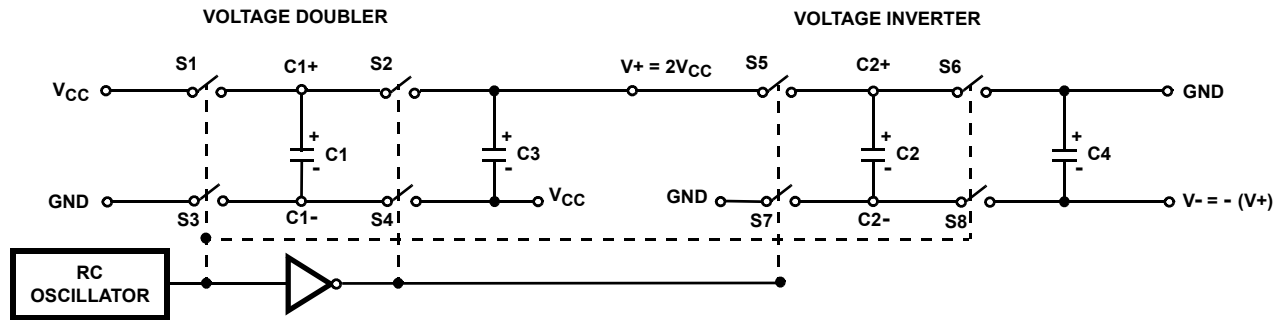 VOLTAGE DOUBLER
VOLTAGE INVERTER
S1 C1+ S2 V+ = 2VCC S5 C2+ S6
VCC GND
+ + + +
C1 C3 C2 C4
- - - -
GND VCC GND V- = - (V+)
S3 C1- S4 S7 C2- S8
RC
OSCILLATOR